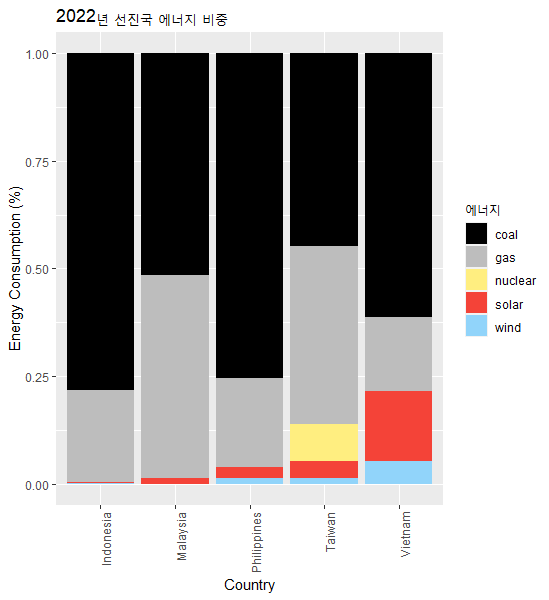 2022년 선진국 에너지 비중
Energy Consumption (%)
1.00
0.75
0.50
0.25
0.00
Indonesia
Malaysia
Philippines
Taiwan
Vietnam
Country
에너지
coal
gas
nuclear
solar
wind